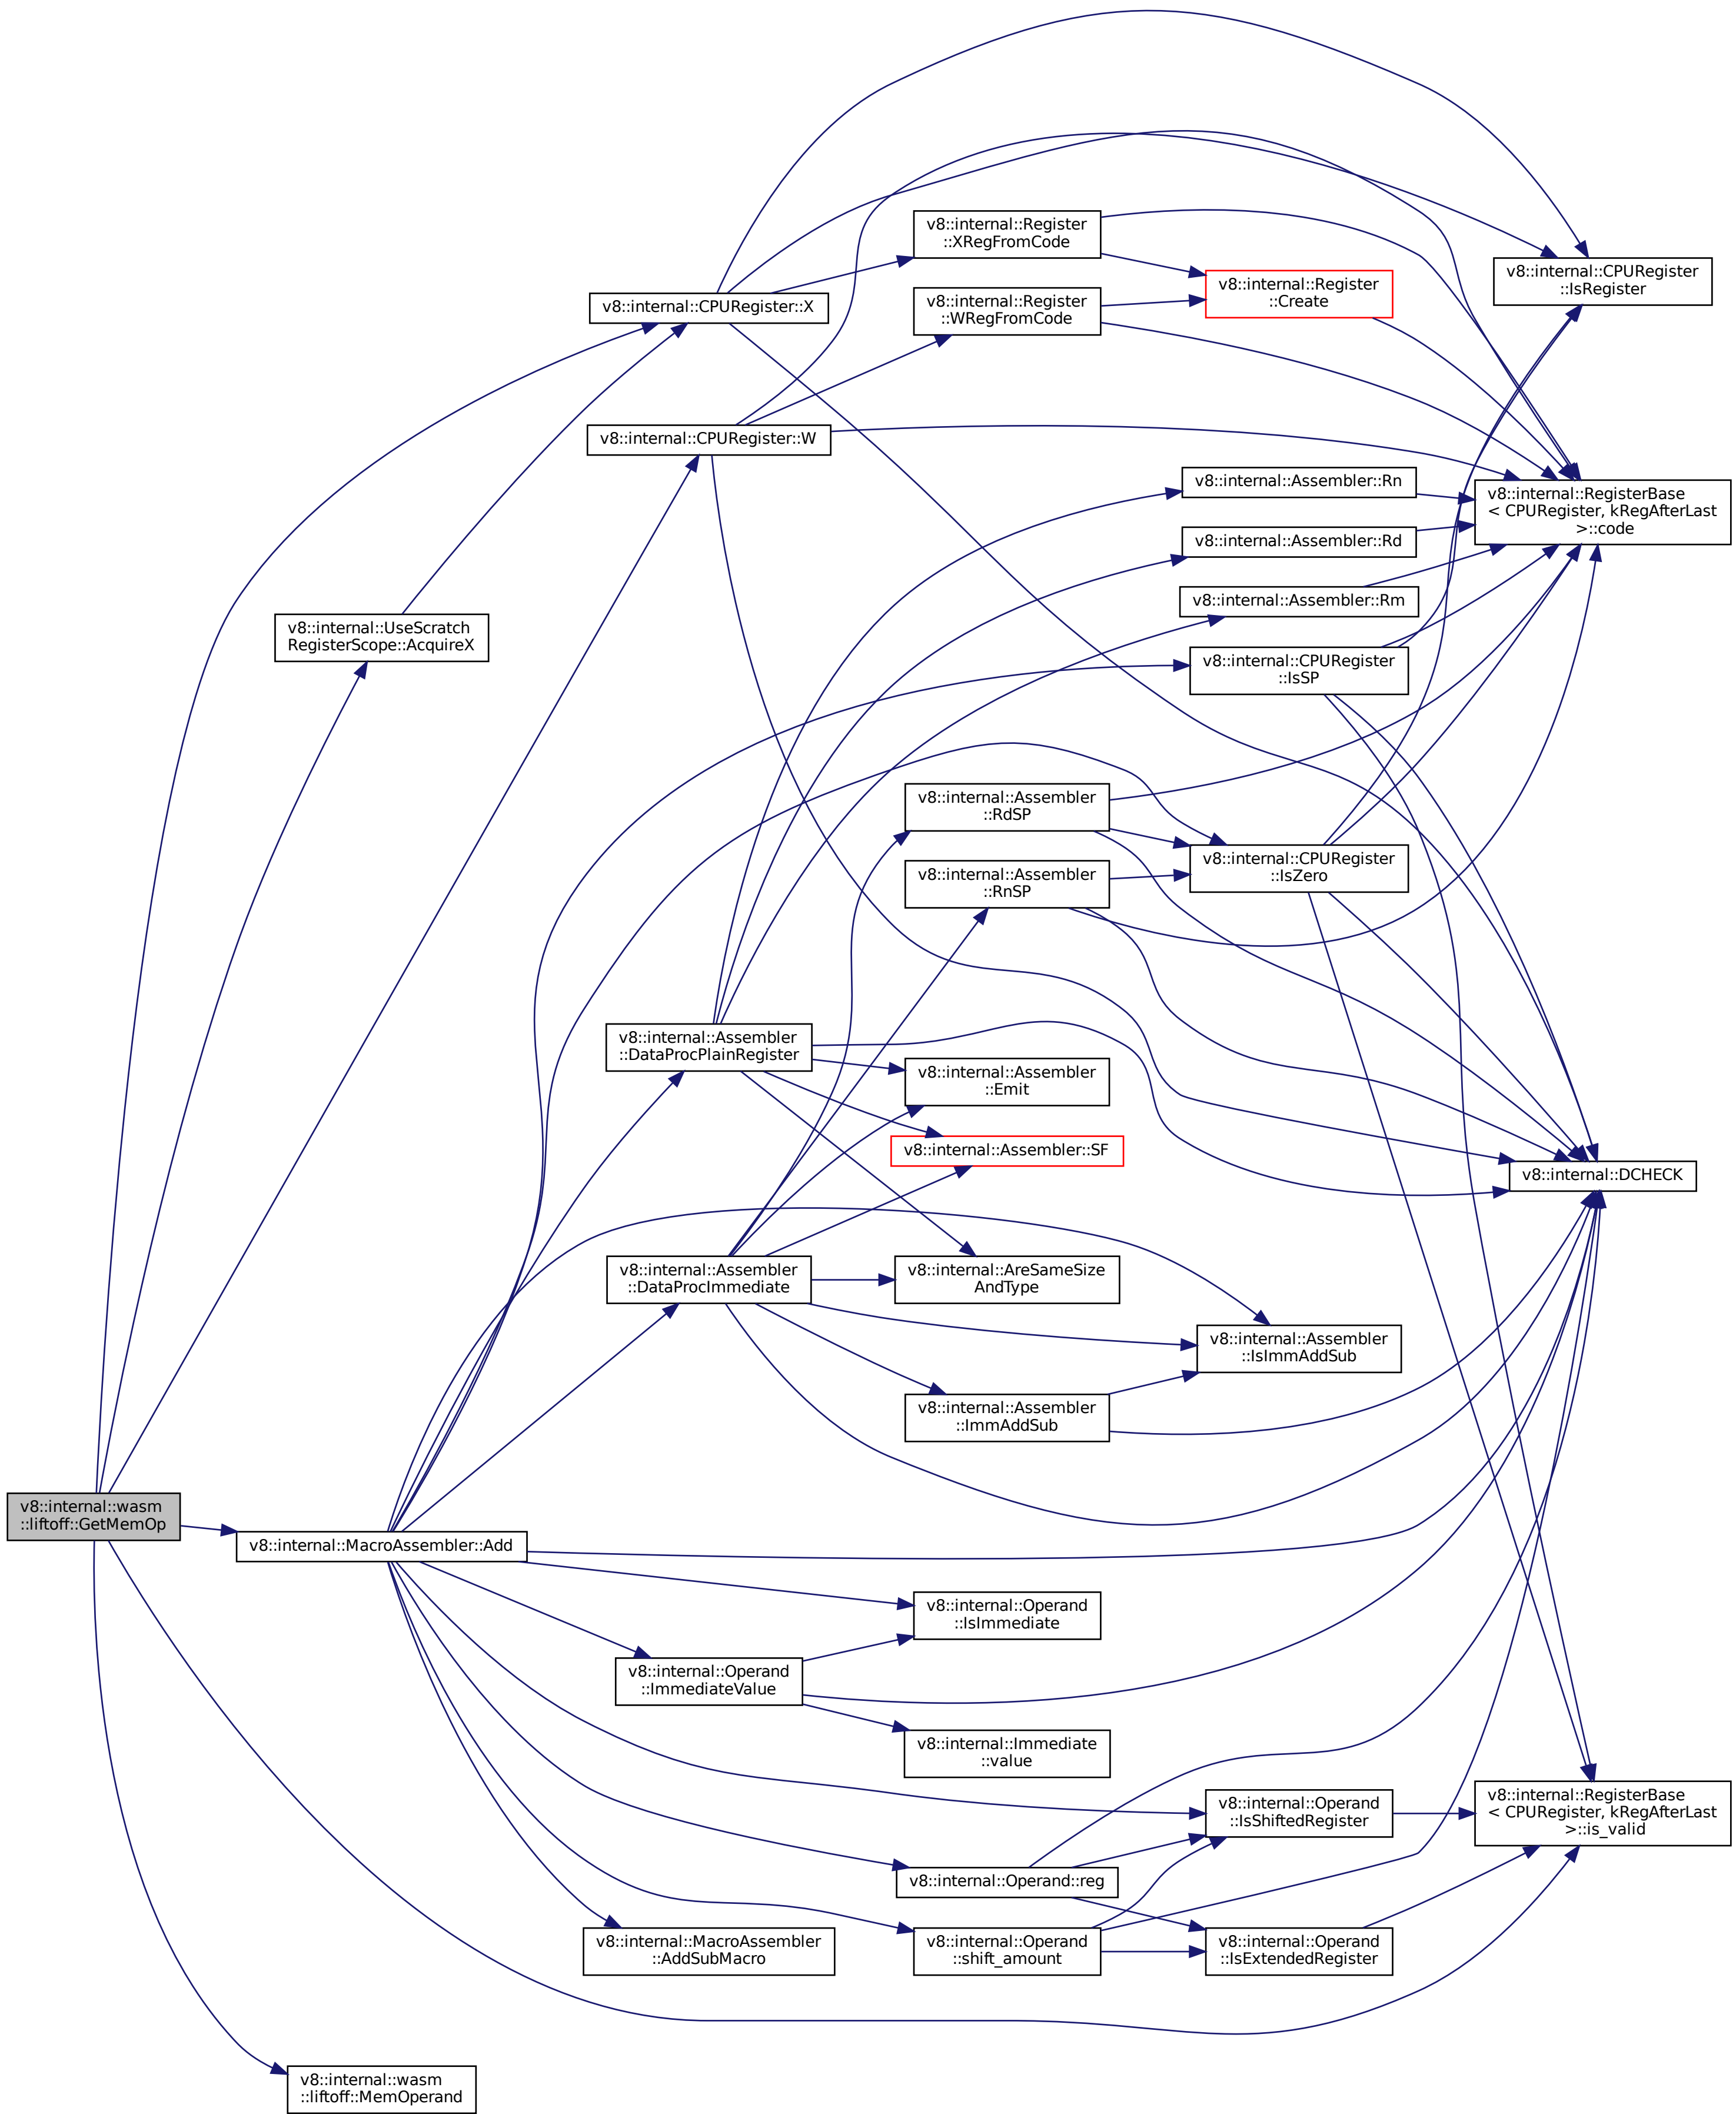 v8::internal::wasm
::liftoff::GetMemOp
v8::internal::UseScratch
RegisterScope::AcquireX
v8::internal::MacroAssembler::Add
v8::internal::wasm
::liftoff::MemOperand
v8::internal::CPURegister::X
v8::internal::CPURegister::W
v8::internal::Assembler
::DataProcPlainRegister
v8::internal::Assembler
::DataProcImmediate
v8::internal::Operand
::ImmediateValue
v8::internal::MacroAssembler
::AddSubMacro
v8::internal::Register
::XRegFromCode
v8::internal::Register
::WRegFromCode
v8::internal::Assembler
::RdSP
v8::internal::Assembler
::RnSP
v8::internal::Assembler
::Emit
v8::internal::Assembler::SF
v8::internal::AreSameSize
AndType
v8::internal::Assembler
::ImmAddSub
v8::internal::Operand
::IsImmediate
v8::internal::Immediate
::value
v8::internal::Operand::reg
v8::internal::Operand
::shift_amount
v8::internal::Register
::Create
v8::internal::Assembler::Rn
v8::internal::Assembler::Rd
v8::internal::Assembler::Rm
v8::internal::CPURegister
::IsSP
v8::internal::CPURegister
::IsZero
v8::internal::Assembler
::IsImmAddSub
v8::internal::Operand
::IsShiftedRegister
v8::internal::Operand
::IsExtendedRegister
v8::internal::CPURegister
::IsRegister
v8::internal::RegisterBase
< CPURegister, kRegAfterLast
>::code
v8::internal::DCHECK
v8::internal::RegisterBase
< CPURegister, kRegAfterLast
>::is_valid